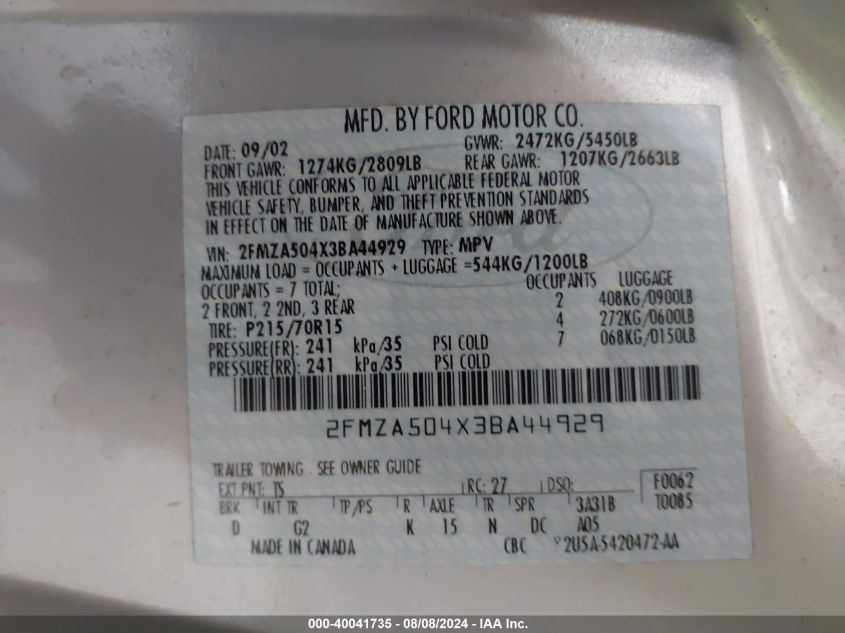 MFD. BY FORD MOTOR CO.
DATE: 09/02 GVWR: 2472KG/5450LB
FRONT GAWR: 1274KG/2809LB REAR GAWR: 1207KG/2663LB
THIS VEHICLE CONFORMS TO ALL APPLICABLE FEDERAL MOTOR
VEHICLE SAFETY, BUMPER, AND THEFT PREVENTION STANDARDS
IN EFFECT ON THE DATE OF MANUFACTURE SHOWN ABOVE.
VIN: 2FMZA504X3BA44929 TYPE: MPV
MAXIMUM LOAD = OCCUPANTS + LUGGAGE =544KG/1200LB
OCCUPANTS = 7 TOTAL; OCCUPANTS LUGGAGE
2 FRONT, 2 2ND, 3 REAR 2 408KG/0900LB
TIRE: P215/70R15 4 272KG/0600LB
PRESSURE(FR): 241 kPa/35 PSI COLD 7 068KG/0150LB
PRESSURE(RR): 241 kPa/35 PSI COLD
2FMZA504X3BA44929
TRAILER TOWING - SEE OWNER GUIDE
EXT PNT: TS RC: 27 DSO: F0062
BRK INT TR TP/PS R AXLE TR SPR 3A31B T0085
D G2 K 15 N DC A05
MADE IN CANADA CBC 2U5A-5420472-AA
000-40041735 - 08/08/2024 - IAA Inc.